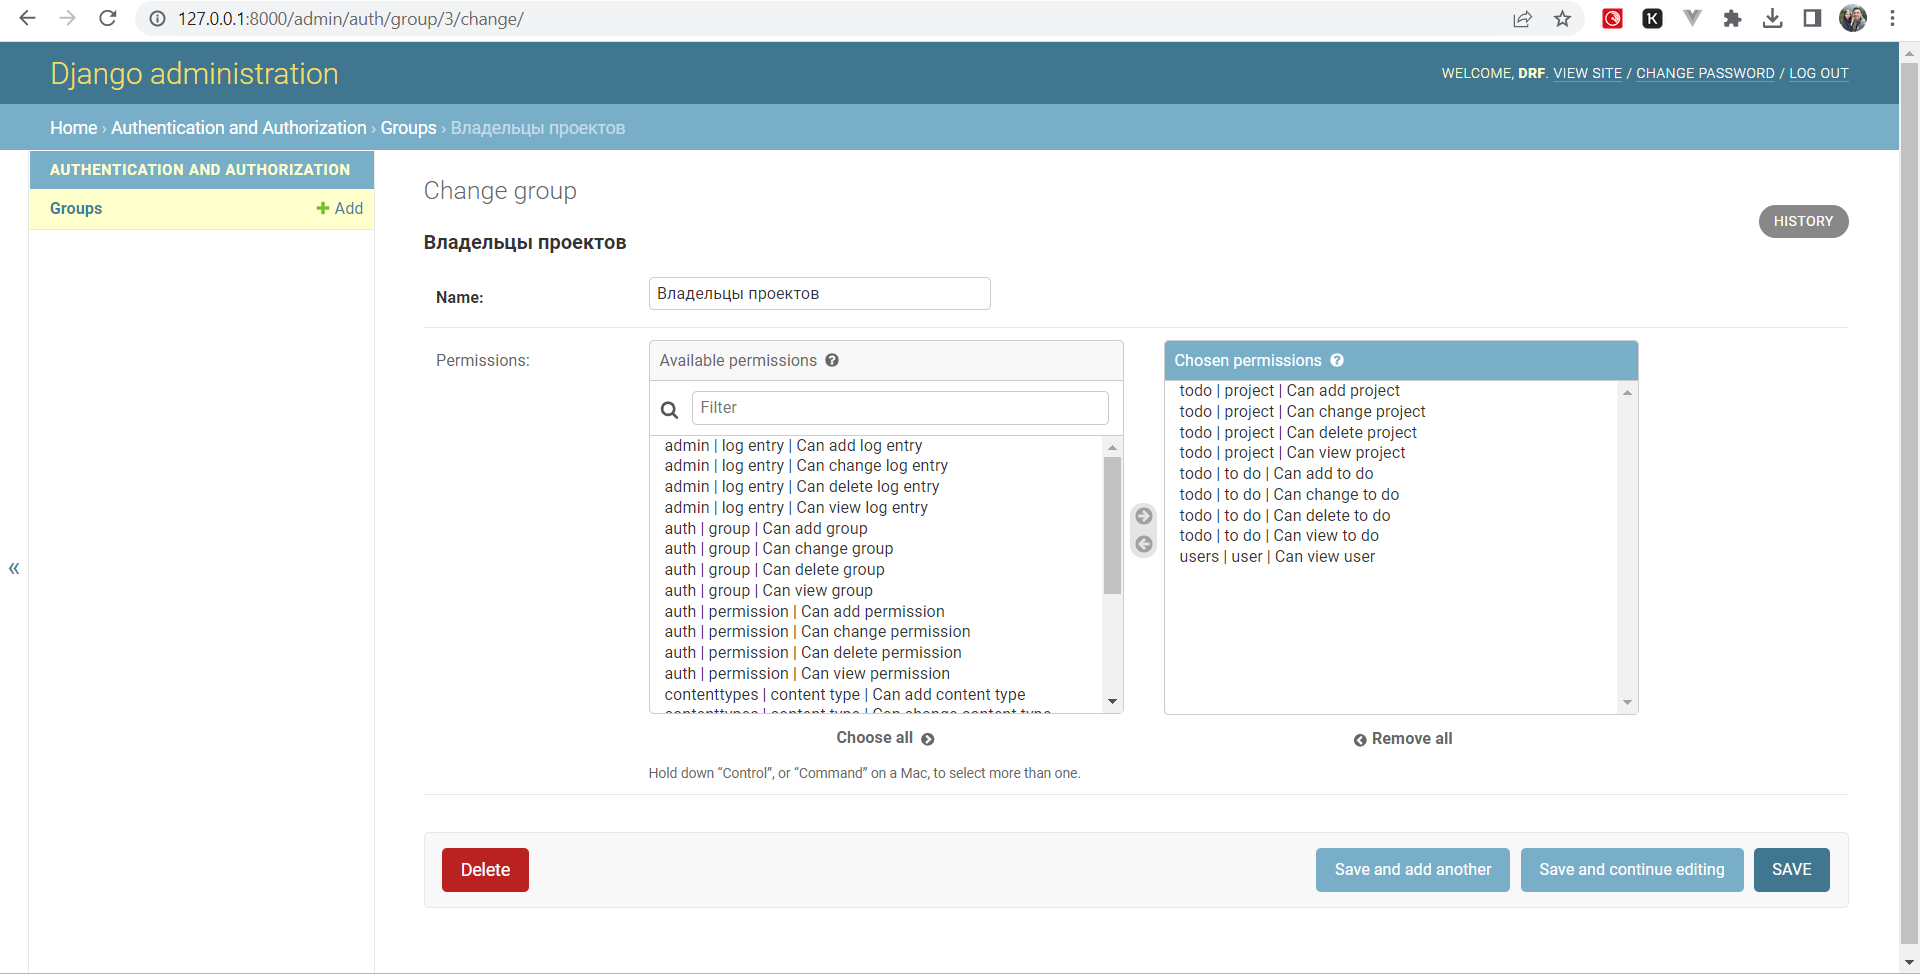 127.0.0.1:8000/admin/auth/group/3/change/
Django administration
WELCOME, DRF. VIEW SITE / CHANGE PASSWORD / LOG OUT
Home › Authentication and Authorization › Groups › Владельцы проектов
AUTHENTICATION AND AUTHORIZATION
Groups
Add
«
Change group
HISTORY
Владельцы проектов
Name:
Владельцы проектов
Permissions:
Available permissions
Filter
admin | log entry | Can add log entry
admin | log entry | Can change log entry
admin | log entry | Can delete log entry
admin | log entry | Can view log entry
auth | group | Can add group
auth | group | Can change group
auth | group | Can delete group
auth | group | Can view group
auth | permission | Can add permission
auth | permission | Can change permission
auth | permission | Can delete permission
auth | permission | Can view permission
contenttypes | content type | Can add content type
contenttypes | content type | Can change content type
Choose all
Hold down “Control”, or “Command” on a Mac, to select more than one.
Chosen permissions
todo | project | Can add project
todo | project | Can change project
todo | project | Can delete project
todo | project | Can view project
todo | to do | Can add to do
todo | to do | Can change to do
todo | to do | Can delete to do
todo | to do | Can view to do
users | user | Can view user
Remove all
Delete
Save and add another
Save and continue editing
SAVE